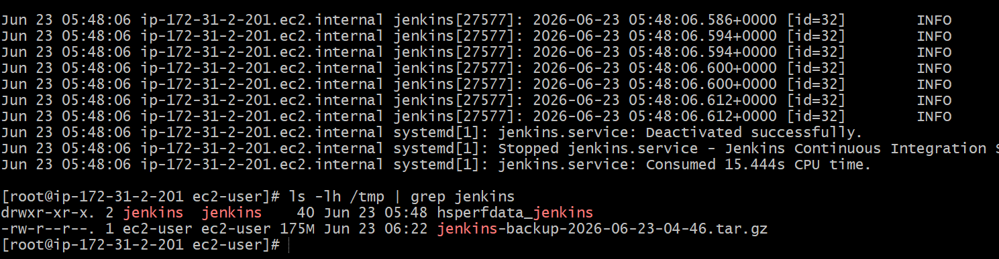 Jun 23 05:48:06 ip-172-31-2-201.ec2.internal jenkins[27577]: 2026-06-23 05:48:06.586+0000 [id=32]        INFO
Jun 23 05:48:06 ip-172-31-2-201.ec2.internal jenkins[27577]: 2026-06-23 05:48:06.594+0000 [id=32]        INFO
Jun 23 05:48:06 ip-172-31-2-201.ec2.internal jenkins[27577]: 2026-06-23 05:48:06.594+0000 [id=32]        INFO
Jun 23 05:48:06 ip-172-31-2-201.ec2.internal jenkins[27577]: 2026-06-23 05:48:06.600+0000 [id=32]        INFO
Jun 23 05:48:06 ip-172-31-2-201.ec2.internal jenkins[27577]: 2026-06-23 05:48:06.600+0000 [id=32]        INFO
Jun 23 05:48:06 ip-172-31-2-201.ec2.internal jenkins[27577]: 2026-06-23 05:48:06.612+0000 [id=32]        INFO
Jun 23 05:48:06 ip-172-31-2-201.ec2.internal jenkins[27577]: 2026-06-23 05:48:06.612+0000 [id=32]        INFO
Jun 23 05:48:06 ip-172-31-2-201.ec2.internal systemd[1]: jenkins.service: Deactivated successfully.
Jun 23 05:48:06 ip-172-31-2-201.ec2.internal systemd[1]: Stopped jenkins.service - Jenkins Continuous Integration S
Jun 23 05:48:06 ip-172-31-2-201.ec2.internal systemd[1]: jenkins.service: Consumed 15.444s CPU time.
[root@ip-172-31-2-201 ec2-user]# ls -lh /tmp | grep jenkins
drwxr-xr-x. 2 jenkins  jenkins    40 Jun 23 05:48 hsperfdata_jenkins
-rw-r--r--. 1 ec2-user ec2-user 175M Jun 23 06:22 jenkins-backup-2026-06-23-04-46.tar.gz
[root@ip-172-31-2-201 ec2-user]#